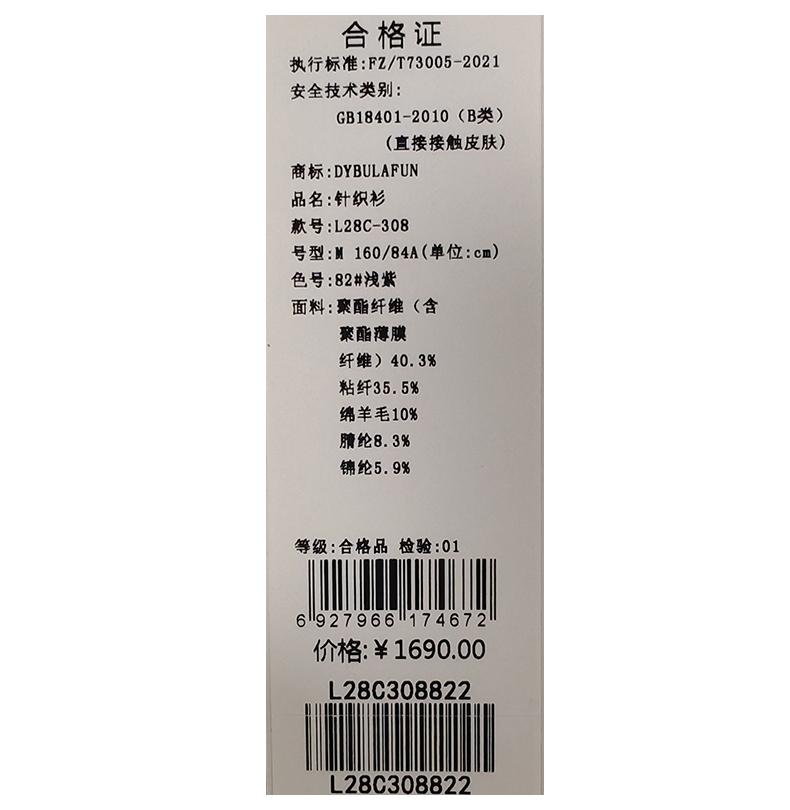 合格证
执行标准:FZ/T73005-2021
安全技术类别:
GB18401-2010（B类）
(直接接触皮肤)
商标:DYBULAFUN
品名:针织衫
款号:L28C-308
号型:M 160/84A(单位:cm)
色号:82#浅紫
面料:聚酯纤维（含
聚酯薄膜
纤维）40.3%
粘纤35.5%
绵羊毛10%
腈纶8.3%
锦纶5.9%
等级:合格品 检验:01
6 927966 174672
价格:¥1690.00
L28C308822
L28C308822